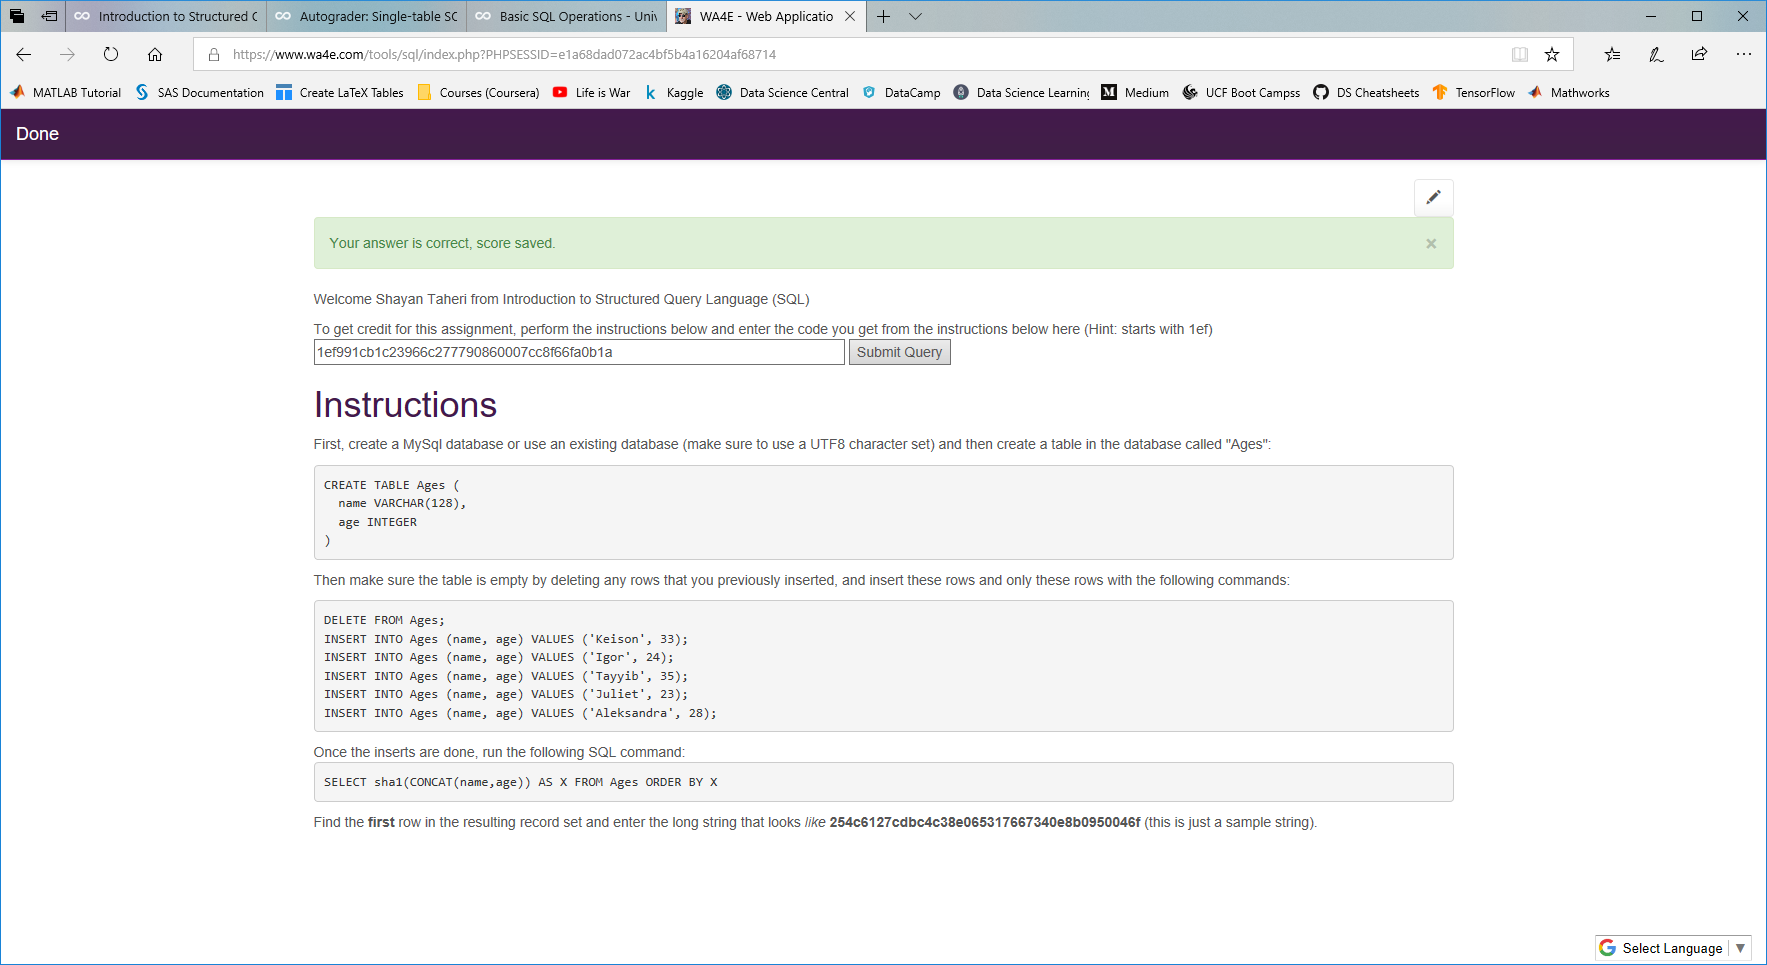 Introduction to Structured C
Autograder: Single-table SC
Basic SQL Operations - Univ
WA4E - Web Applicatio
https://www.wa4e.com/tools/sql/index.php?PHPSESSID=e1a68dad072ac4bf5b4a16204af68714
MATLAB Tutorial
SAS Documentation
Create LaTeX Tables
Courses (Coursera)
Life is War
Kaggle
Data Science Central
DataCamp
Data Science Learning
Medium
UCF Boot Campss
DS Cheatsheets
TensorFlow
Mathworks
Done
Your answer is correct, score saved.
Welcome Shayan Taheri from Introduction to Structured Query Language (SQL)
To get credit for this assignment, perform the instructions below and enter the code you get from the instructions below here (Hint: starts with 1ef)
1ef991cb1c23966c277790860007cc8f66fa0b1a
Submit Query
Instructions
First, create a MySql database or use an existing database (make sure to use a UTF8 character set) and then create a table in the database called "Ages":
CREATE TABLE Ages (
name VARCHAR(128),
age INTEGER
)
Then make sure the table is empty by deleting any rows that you previously inserted, and insert these rows and only these rows with the following commands:
DELETE FROM Ages;
INSERT INTO Ages (name, age) VALUES ('Keison', 33);
INSERT INTO Ages (name, age) VALUES ('Igor', 24);
INSERT INTO Ages (name, age) VALUES ('Tayyib', 35);
INSERT INTO Ages (name, age) VALUES ('Juliet', 23);
INSERT INTO Ages (name, age) VALUES ('Aleksandra', 28);
Once the inserts are done, run the following SQL command:
SELECT sha1(CONCAT(name,age)) AS X FROM Ages ORDER BY X
Find the first row in the resulting record set and enter the long string that looks like 254c6127cdbc4c38e065317667340e8b0950046f (this is just a sample string).
Select Language